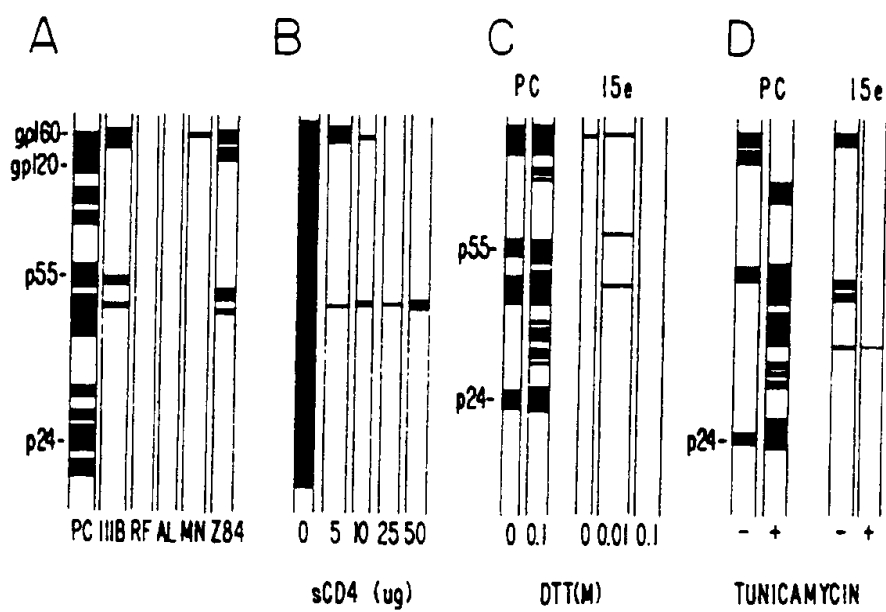 A B C D
PC 15e PC 15e
gp160-
gp120-
p55-
p24-
p55-
p24-
p24-
PC IIIB RF AL MN Z84 0 5 10 25 50 0 0.1 0 0.01 0.1 - + - +
sCD4 (ug) DTT(M) TUNICAMYCIN